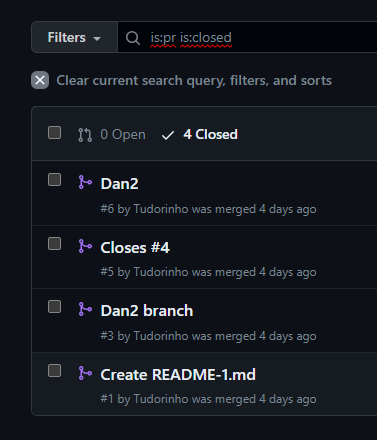 Filters is:pr is:closed
Clear current search query, filters, and sorts
0 Open 4 Closed
Dan2
#6 by Tudorinho was merged 4 days ago
Closes #4
#5 by Tudorinho was merged 4 days ago
Dan2 branch
#3 by Tudorinho was merged 4 days ago
Create README-1.md
#1 by Tudorinho was merged 4 days ago